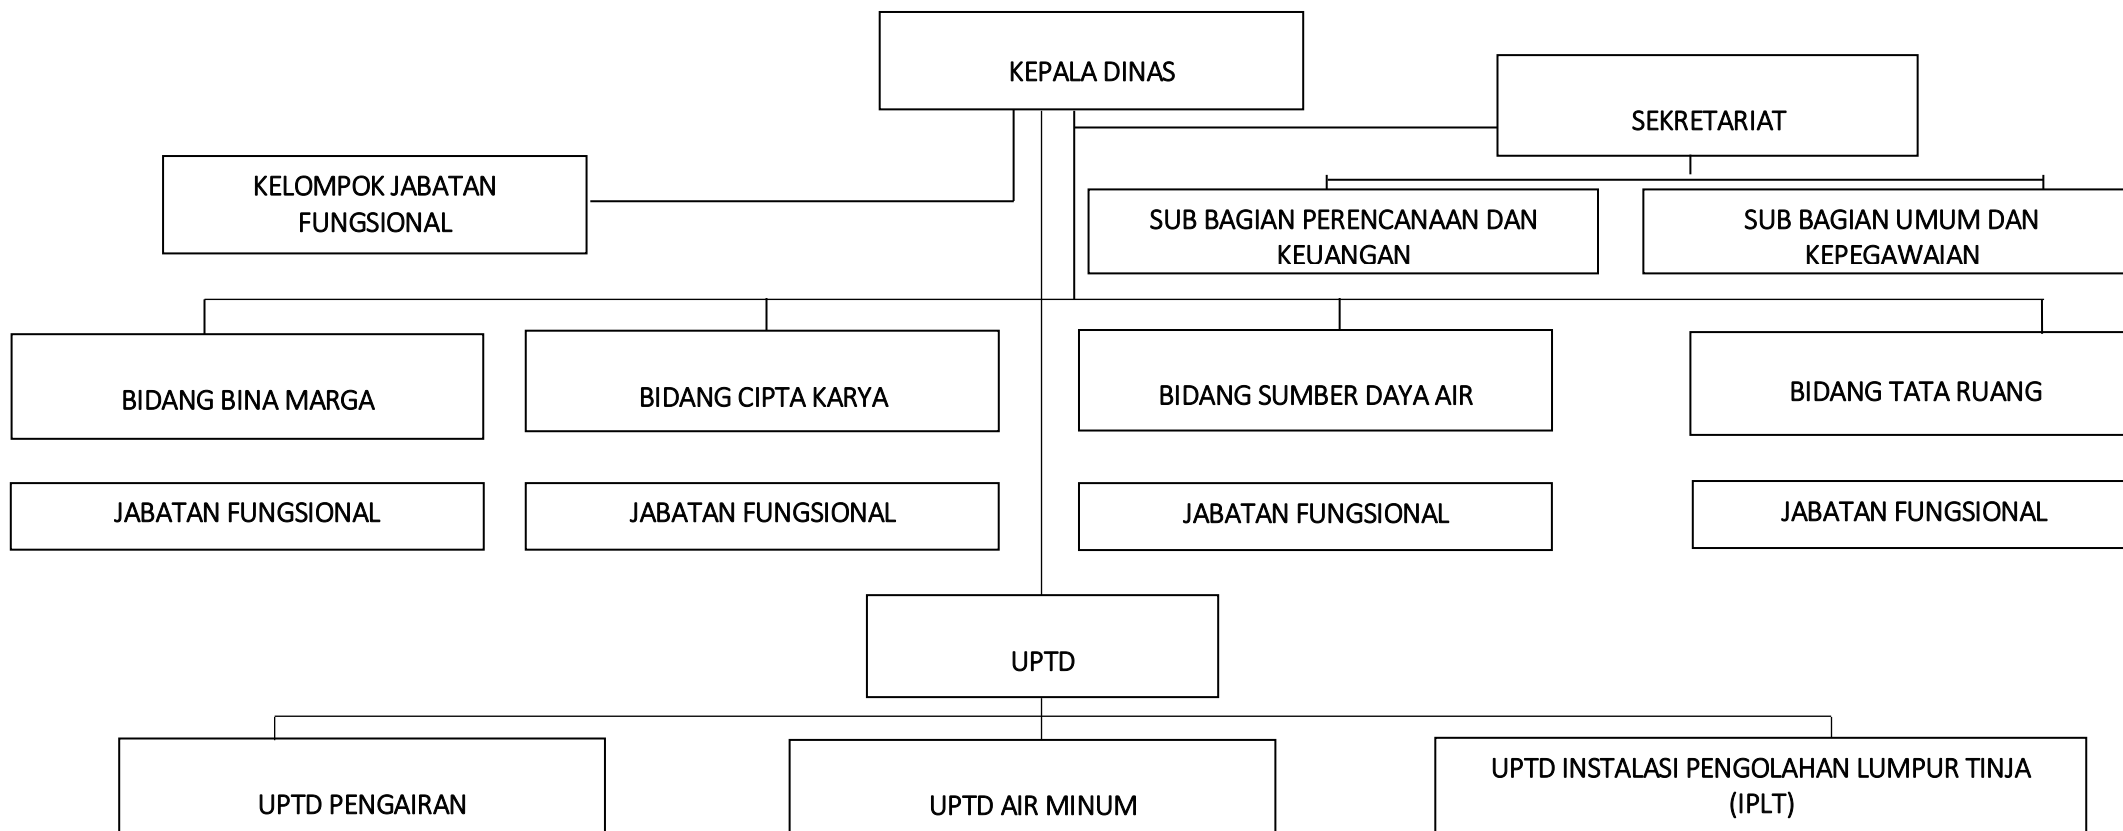 KEPALA DINAS
SEKRETARIAT
KELOMPOK JABATAN
FUNGSIONAL
SUB BAGIAN PERENCANAAN DAN
KEUANGAN
SUB BAGIAN UMUM DAN
KEPEGAWAIAN
BIDANG BINA MARGA
BIDANG CIPTA KARYA
BIDANG SUMBER DAYA AIR
BIDANG TATA RUANG
JABATAN FUNGSIONAL
JABATAN FUNGSIONAL
JABATAN FUNGSIONAL
JABATAN FUNGSIONAL
UPTD
UPTD PENGAIRAN
UPTD AIR MINUM
UPTD INSTALASI PENGOLAHAN LUMPUR TINJA
(IPLT)